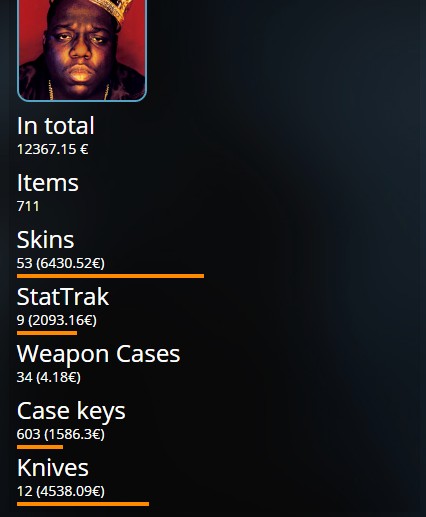 In total
12367.15 €
Items
711
Skins
53 (6430.52€)
StatTrak
9 (2093.16€)
Weapon Cases
34 (4.18€)
Case keys
603 (1586.3€)
Knives
12 (4538.09€)